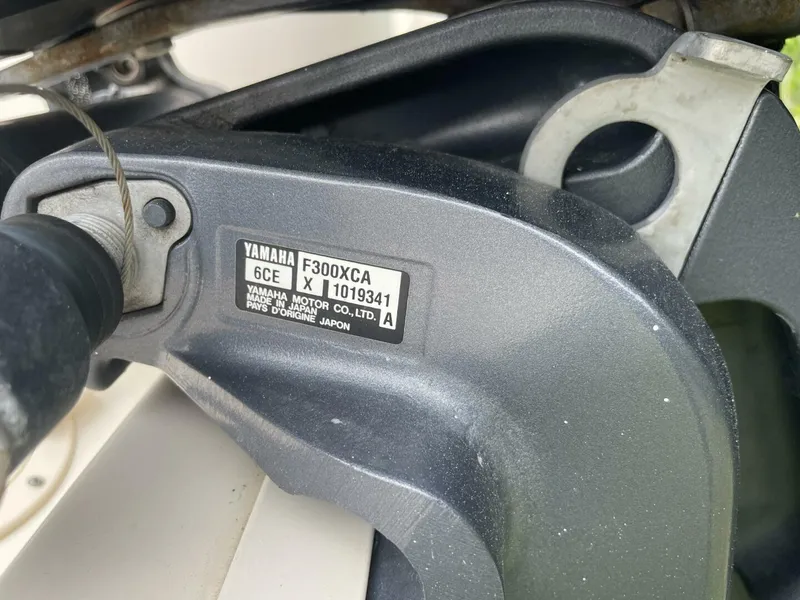 YAMAHA F300XCA
6CE X 1019341
YAMAHA MOTOR CO.,LTD.
MADE IN JAPAN
PAYS D'ORIGINE JAPON A